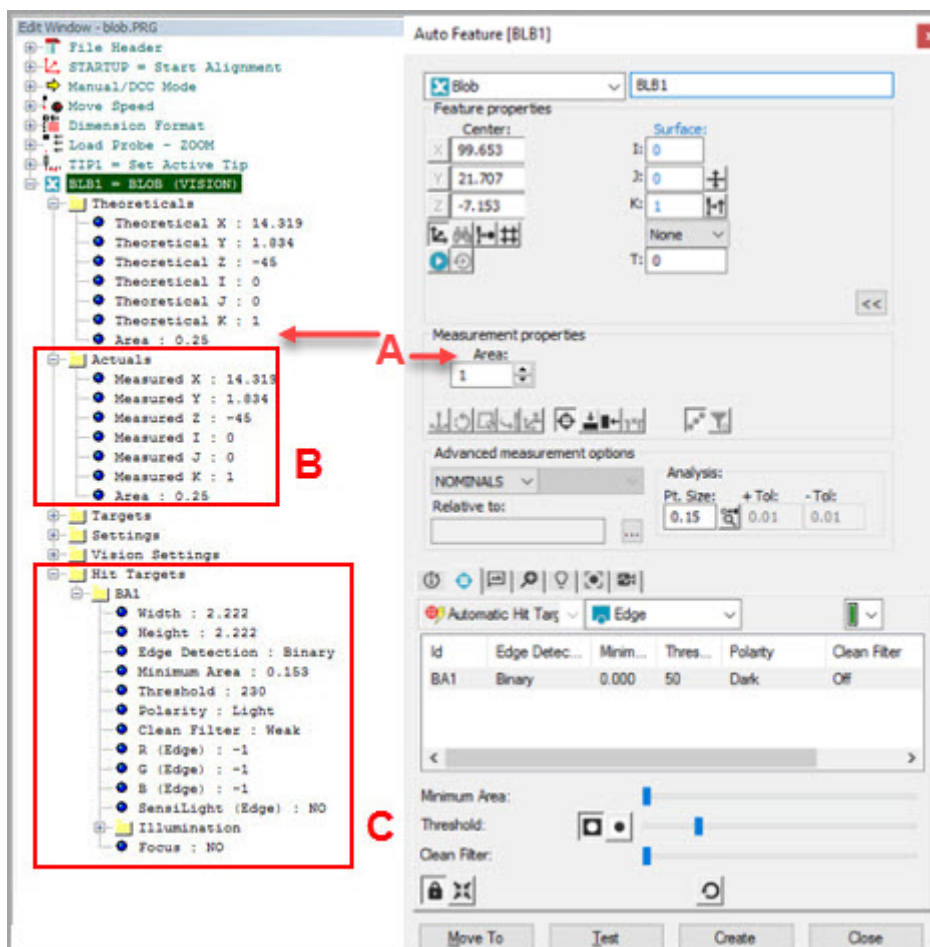 Edit Window - blob.PRG
File Header
STARTUP = Start Alignment
Manual/DCC Mode
Move Speed
Dimension Format
Load Probe - ZOOM
TIP1 = Set Active Tip
BLB1 = BLOB (VISION)
Theoreticals
Theoretical X : 14.319
Theoretical Y : 1.834
Theoretical Z : -45
Theoretical I : 0
Theoretical J : 0
Theoretical K : 1
Area : 0.25
Actuals
Measured X : 14.319
Measured Y : 1.834
Measured Z : -45
Measured I : 0
Measured J : 0
Measured K : 1
Area : 0.25
B
Targets
Settings
Vision Settings
Hit Targets
BA1
Width : 2.222
Height : 2.222
Edge Detection : Binary
Minimum Area : 0.153
Threshold : 230
Polarity : Light
Clean Filter : Weak
R (Edge) : -1
G (Edge) : -1
B (Edge) : -1
SensiLight (Edge) : NO
Illumination
Focus : NO
C
A
Auto Feature [BLB1]
Blob BLB1
Feature properties
Center: Surface:
X 99.653 I: 0
Y 21.707 J: 0
Z -7.153 K: 1
None
T: 0
<<
Measurement properties
Area:
1
Advanced measurement options
NOMINALS
Analysis:
Relative to:
Pt. Size: + Tol: - Tol:
0.15 0.01 0.01
...
Automatic Hit Targ Edge
Id Edge Detec... Minim... Thres... Polarity Clean Filter
BA1 Binary 0.000 50 Dark Off
Minimum Area:
Threshold:
Clean Filter:
Move To Test Create Close